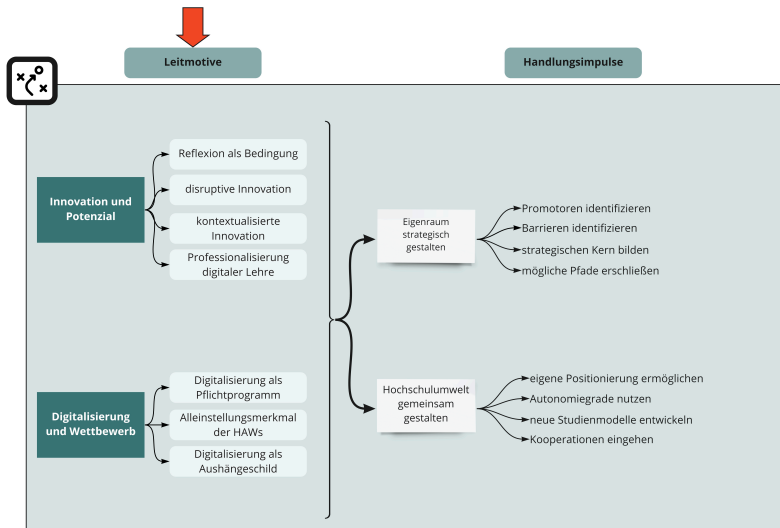 Leitmotive
Handlungsimpulse
Innovation und
Potenzial
Reflexion als Bedingung
disruptive Innovation
kontextualisierte
Innovation
Professionalisierung
digitaler Lehre
Digitalisierung
und Wettbewerb
Digitalisierung als
Pflichtprogramm
Alleinstellungsmerkmal
der HAWs
Digitalisierung als
Aushängeschild
Eigenraum
strategisch
gestalten
Promotoren identifizieren
Barrieren identifizieren
strategischen Kern bilden
mögliche Pfade erschließen
Hochschulumwelt
gemeinsam
gestalten
eigene Positionierung ermöglichen
Autonomiegrade nutzen
neue Studienmodelle entwickeln
Kooperationen eingehen